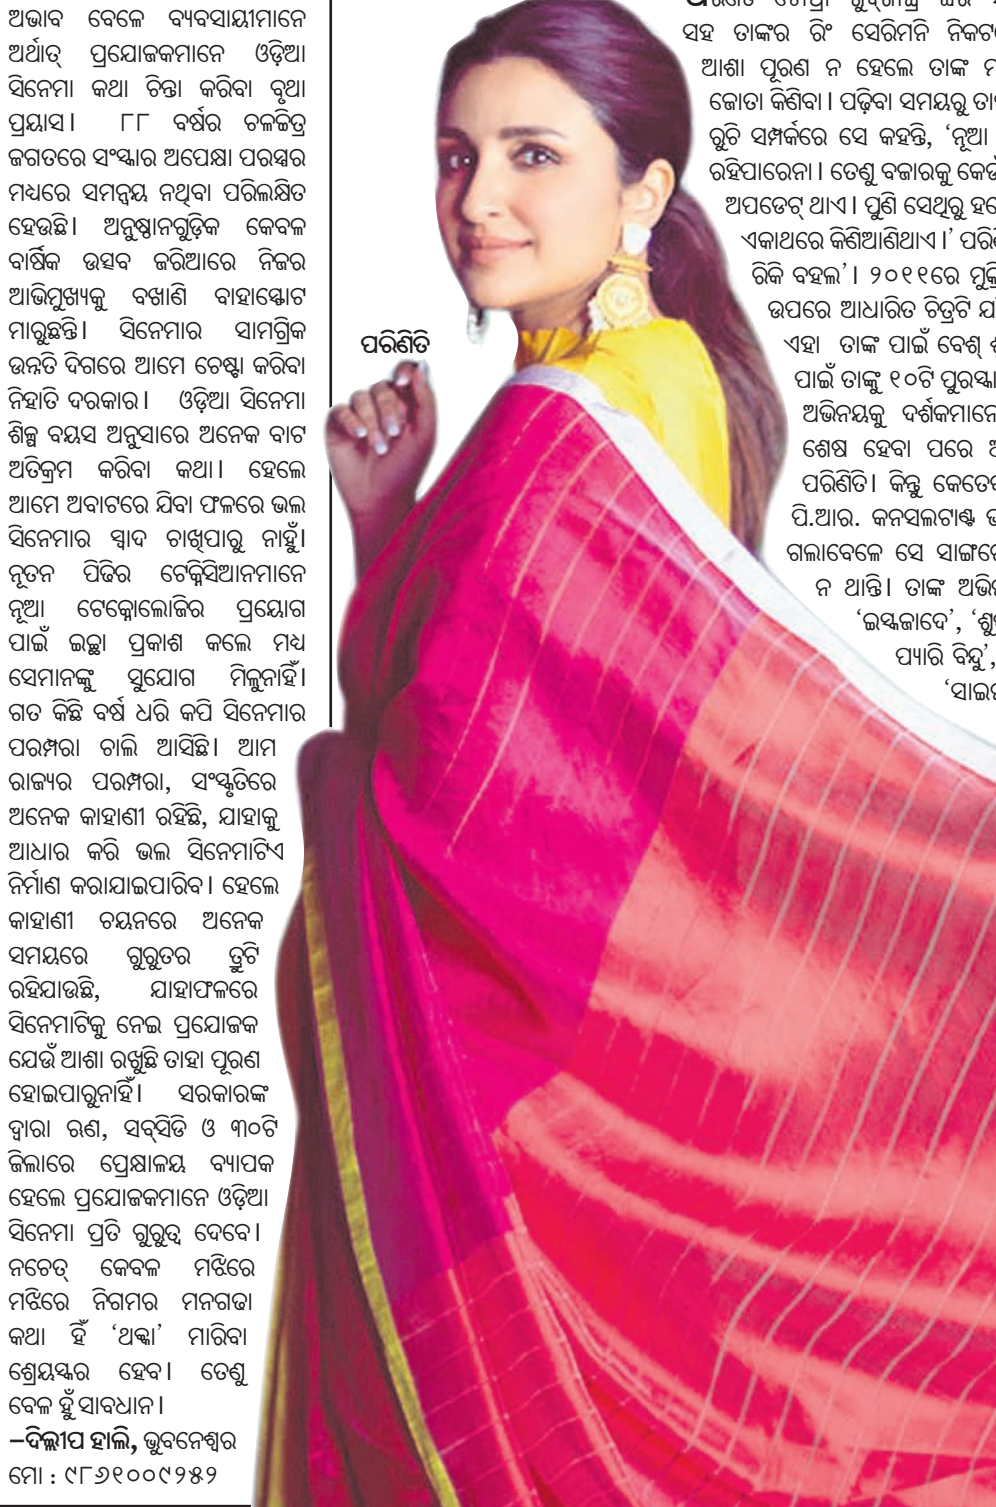 ଅଭାବ ବେଳେ ବ୍ୟବସାୟୀମାନେ
ଅର୍ଥାତ୍ ପ୍ରଯୋଜକମାନେ ଓଡ଼ିଆ
ସିନେମା କଥା ଚିନ୍ତା କରିବା ବୃଥା
ପ୍ରୟାସ। ୮୮ ବର୍ଷର ଚଳଚ୍ଚିତ୍ର
ଜଗତରେ ସଂସ୍କାର ଅପେକ୍ଷା ପରସ୍ପର
ମଧ୍ୟରେ ସମନ୍ୱୟ ନଥିବା ପରିଲକ୍ଷିତ
ହେଉଛି। ଅନୁଷ୍ଠାନଗୁଡ଼ିକ କେବଳ
ବାର୍ଷିକ ଉତ୍ସବ ଜରିଆରେ ନିଜର
ଆଭିମୁଖ୍ୟକୁ ବଖାଣି ବାହାସ୍ଫୋଟ
ମାରୁଛନ୍ତି। ସିନେମାର ସାମଗ୍ରିକ
ଉନ୍ନତି ଦିଗରେ ଆମେ ଚେଷ୍ଟା କରିବା
ନିହାତି ଦରକାର। ଓଡ଼ିଆ ସିନେମା
ଶିଳ୍ପ ବୟସ ଅନୁସାରେ ଅନେକ ବାଟ
ଅତିକ୍ରମ କରିବା କଥା। ହେଲେ
ଆମେ ଅବାଟରେ ଯିବା ଫଳରେ ଭଲ
ସିନେମାର ସ୍ୱାଦ ଚାଖିପାରୁ ନାହୁଁ।
ନୂତନ ପିଢିର ଟେକ୍ନିସିଆନମାନେ
ନୂଆ ଟେକ୍ନୋଲୋଜିର ପ୍ରୟୋଗ
ପାଇଁ ଇଚ୍ଛା ପ୍ରକାଶ କଲେ ମଧ୍ୟ
ସେମାନଙ୍କୁ ସୁଯୋଗ ମିଳୁନାହିଁ।
ଗତ କିଛି ବର୍ଷ ଧରି କପି ସିନେମାର
ପରମ୍ପରା ଚାଲି ଆସିଛି। ଆମ
ରାଜ୍ୟର ପରମ୍ପରା, ସଂସ୍କୃତିରେ
ଅନେକ କାହାଣୀ ରହିଛି, ଯାହାକୁ
ଆଧାର କରି ଭଲ ସିନେମାଟିଏ
ନିର୍ମାଣ କରାଯାଇପାରିବ। ହେଲେ
କାହାଣୀ ଚୟନରେ ଅନେକ
ସମୟରେ ଗୁରୁତର ତ୍ରୁଟି
ରହିଯାଉଛି, ଯାହାଫଳରେ
ସିନେମାଟିକୁ ନେଇ ପ୍ରଯୋଜକ
ଯେଉଁ ଆଶା ରଖୁଛି ତାହା ପୂରଣ
ହୋଇପାରୁନାହିଁ। ସରକାରଙ୍କ
ଦ୍ୱାରା ଋଣ, ସବ୍‌ସିଡି ଓ ୩୦ଟି
ଜିଲାରେ ପ୍ରେକ୍ଷାଳୟ ବ୍ୟାପକ
ହେଲେ ପ୍ରଯୋଜକମାନେ ଓଡ଼ିଆ
ସିନେମା ପ୍ରତି ଗୁରୁତ୍ୱ ଦେବେ।
ନଚେତ୍ କେବଳ ମଝିରେ
ମଝିରେ ନିଗମର ମନଗଢା
କଥା ହିଁ ‘ଥକ୍କା’ ମାରିବା
ଶ୍ରେୟସ୍କର ହେବ। ତେଣୁ
ବେଳ ହୁଁ ସାବଧାନ।
–ଦିଲ୍ଲୀପ ହାଲି, ଭୁବନେଶ୍ୱର
ମୋ : ୯୮୬୧୦୦୯୨୫୨
ପରିଣିତି
ସହ ତାଙ୍କର ରିଂ ସେରିମନି
ଆଶା ପୂରଣ ନ ହେଲେ ତାଙ୍କ
ଜୋତା କିଣିବା। ପଢ଼ିବା ସମୟରୁ
ରୁଚି ସମ୍ପର୍କରେ ସେ କହନ୍ତି, ‘ନୂଆ
ରହିପାରେନା। ତେଣୁ ବଜାରକୁ
ଅପଡେଟ୍ ଥାଏ। ପୁଣି ସେଥିରୁ
ଏକାଥରେ କିଣିଆଣିଥାଏ।’
ରିକି ବହଲ’। ୨୦୧୧ରେ
ଉପରେ ଆଧାରିତ ଚିତ୍ରଟି
ଏହା ତାଙ୍କ ପାଇଁ ବେଶ୍
ପାଇଁ ତାଙ୍କୁ ୧୦ଟି
ଅଭିନୟକୁ
ଶେଷ ହେବା ପରେ
ପରିଣିତି। କିନ୍ତୁ
ପି.ଆର. କନସଲଟାଣ୍ଟ
ଗଲାବେଳେ ସେ
ନ ଥାନ୍ତି। ତାଙ୍କ
‘ଇସ୍କଜାଦେ’,
ପ୍ୟାରି ବିନ୍ଦୁ’,